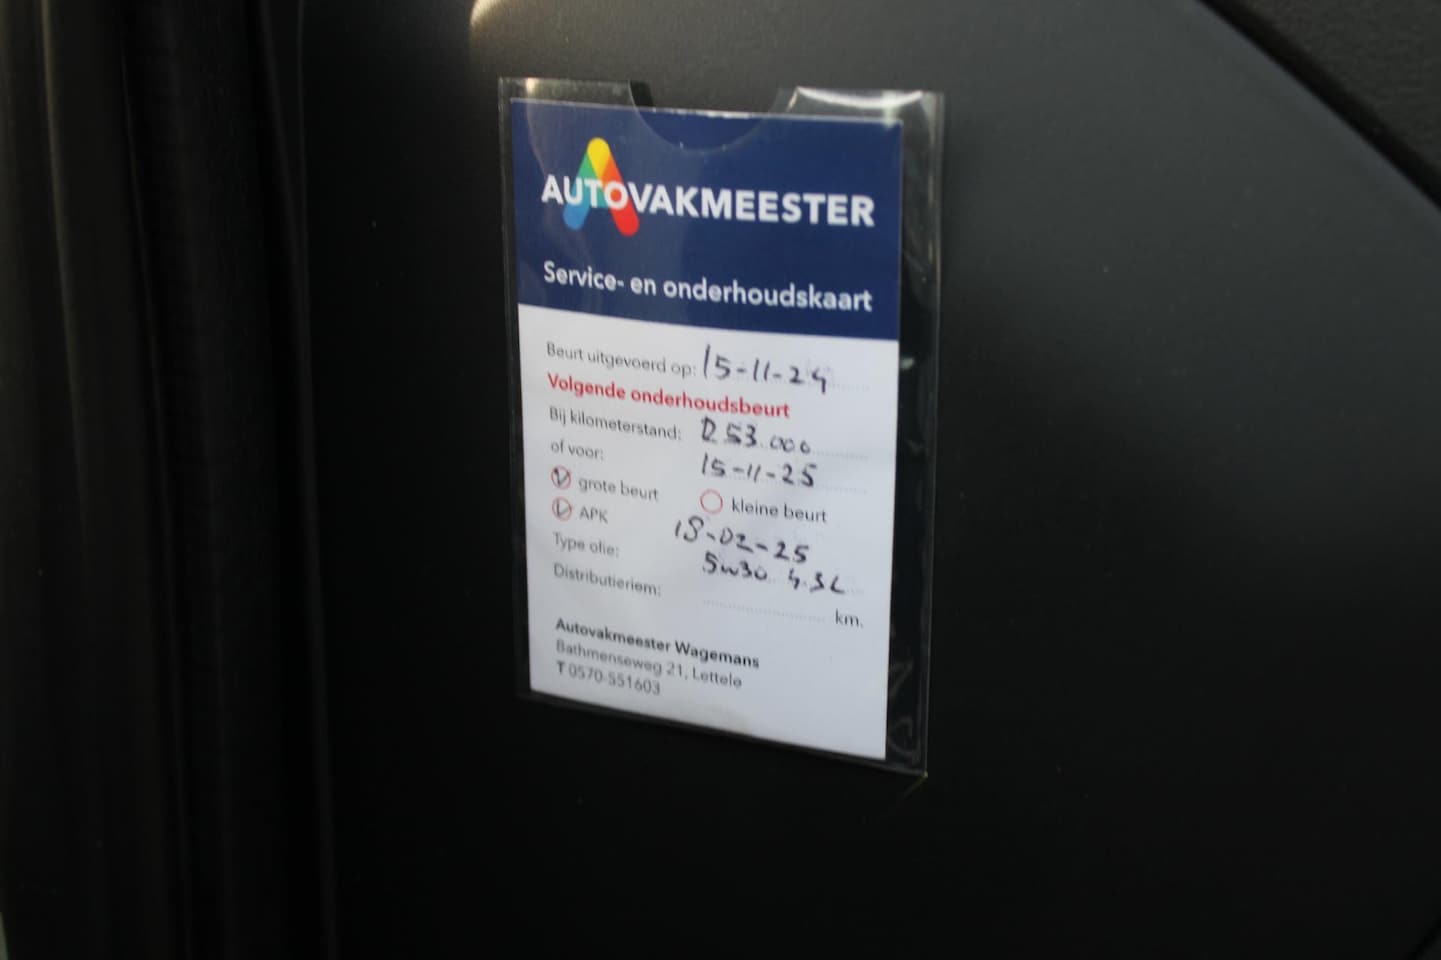 AUTOVAKMEESTER
Service- en onderhoudskaart
Beurt uitgevoerd op: 15-11-24
Volgende onderhoudsbeurt
Bij kilometerstand: 253.000
of voor: 15-11-25
grote beurt kleine beurt
APK 18-02-25
Type olie: 5w30 4.3L
Distributieriem: km.
Autovakmeester Wagemans
Bathmenseweg 21, Lettele
T 0570-551603